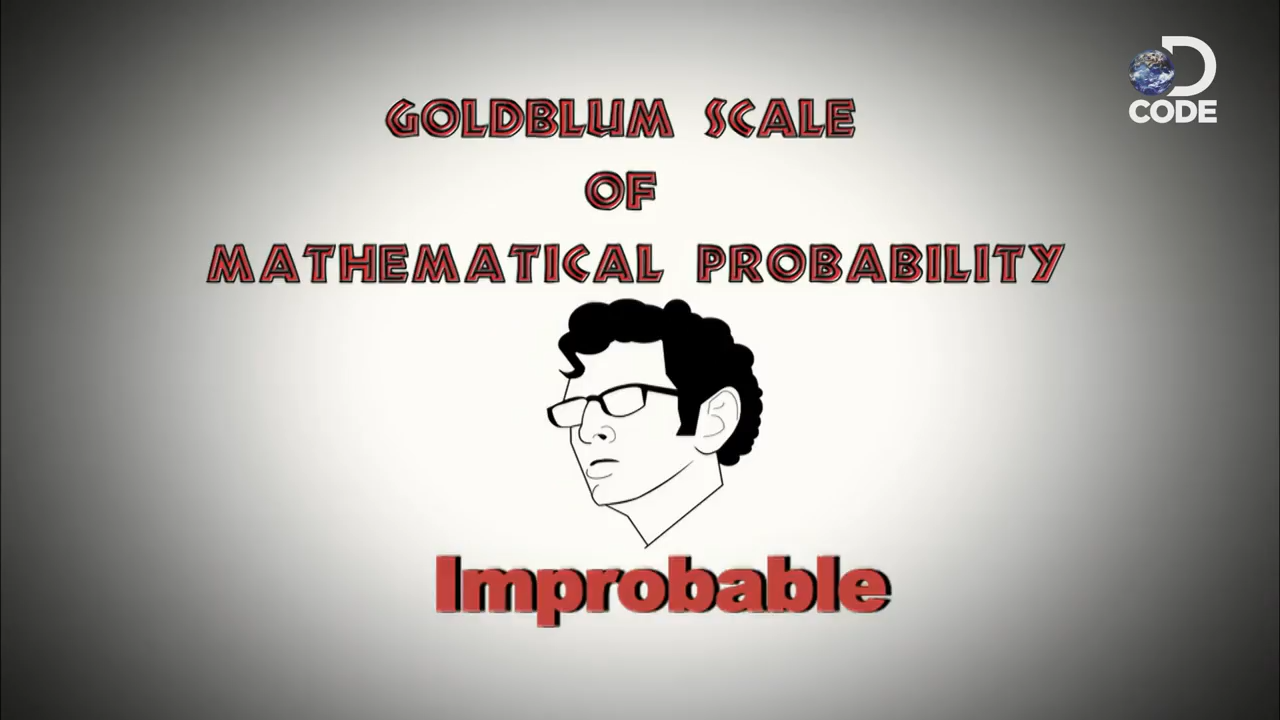 D
CODE
GOLDBLUM SCALE
OF
MATHEMATICAL PROBABILITY
Improbable